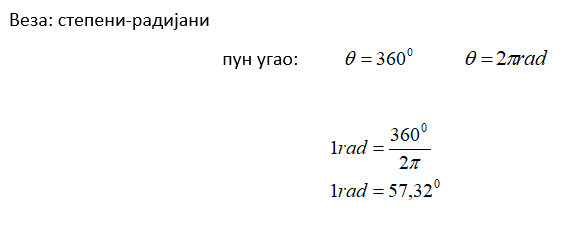 Веза: степени-радијани
пун угао: θ = 360⁰ θ = 2πrad
1rad = 360⁰ / 2π
1rad = 57,32⁰